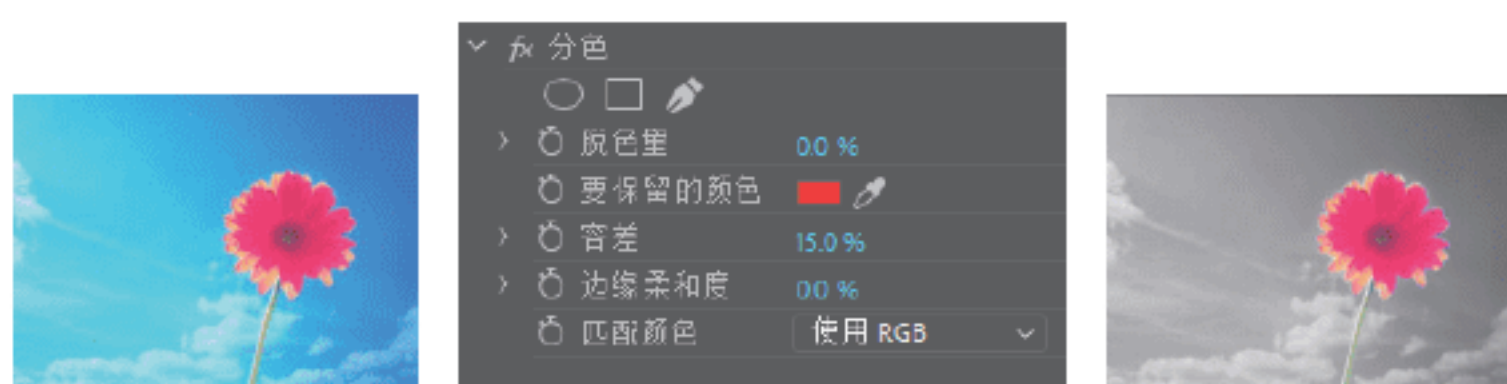 fx 分色
脱色量 0.0 %
要保留的颜色
容差 15.0 %
边缘柔和度 0.0 %
匹配颜色 使用 RGB